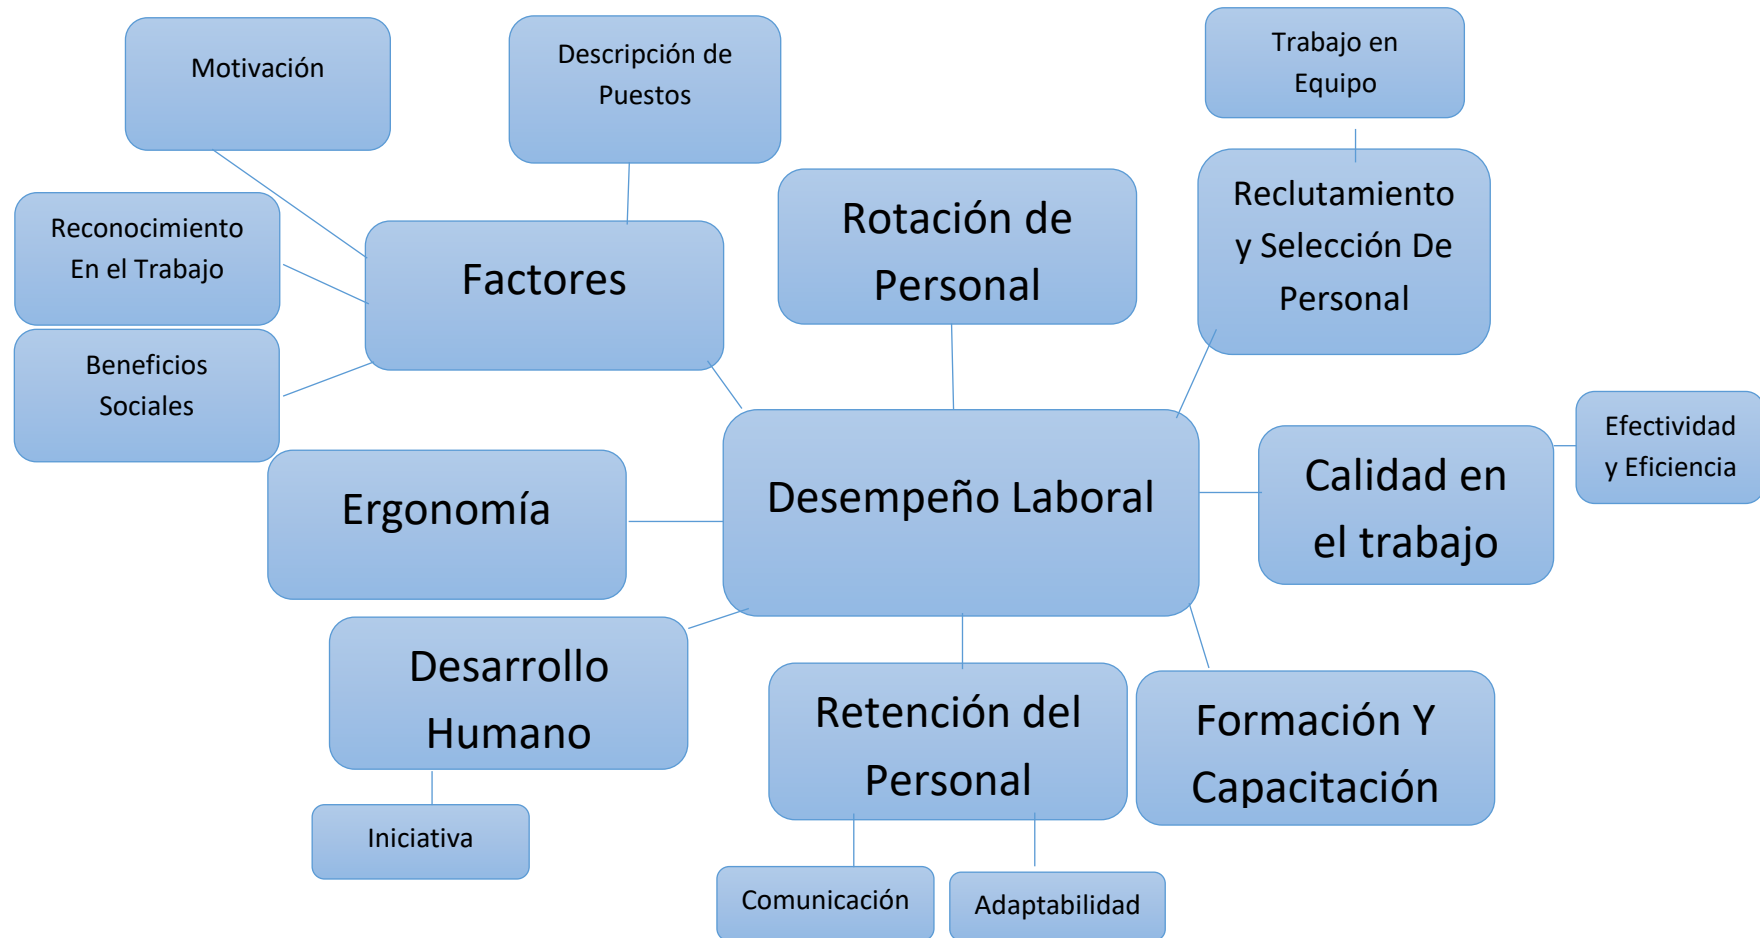 Motivación
Descripción de
Puestos
Trabajo en
Equipo
Reconocimiento
En el Trabajo
Factores
Rotación de
Personal
Reclutamiento
y Selección De
Personal
Beneficios
Sociales
Ergonomía
Desempeño Laboral
Calidad en
el trabajo
Efectividad
y Eficiencia
Desarrollo
Humano
Retención del
Personal
Formación Y
Capacitación
Iniciativa
Comunicación
Adaptabilidad